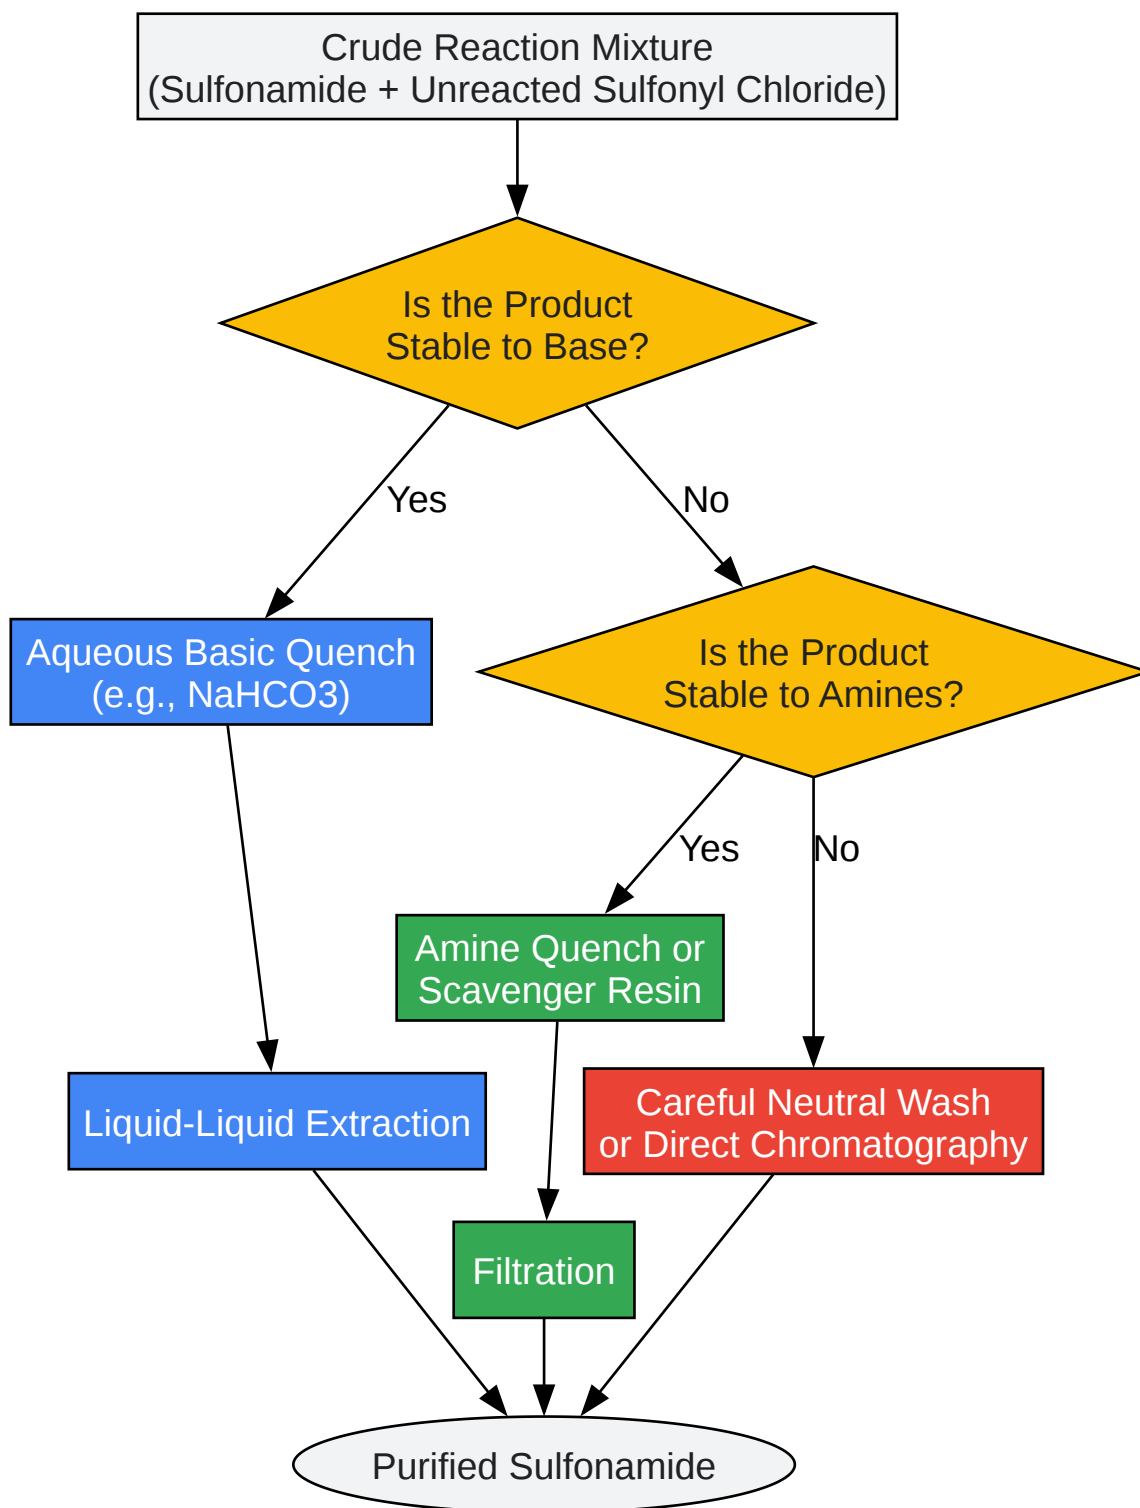 Crude Reaction Mixture
(Sulfonamide + Unreacted Sulfonyl Chloride)
Is the Product
Stable to Base?
Yes
No
Aqueous Basic Quench
(e.g., NaHCO3)
Is the Product
Stable to Amines?
Yes
No
Amine Quench or
Scavenger Resin
Liquid-Liquid Extraction
Careful Neutral Wash
or Direct Chromatography
Filtration
Purified Sulfonamide